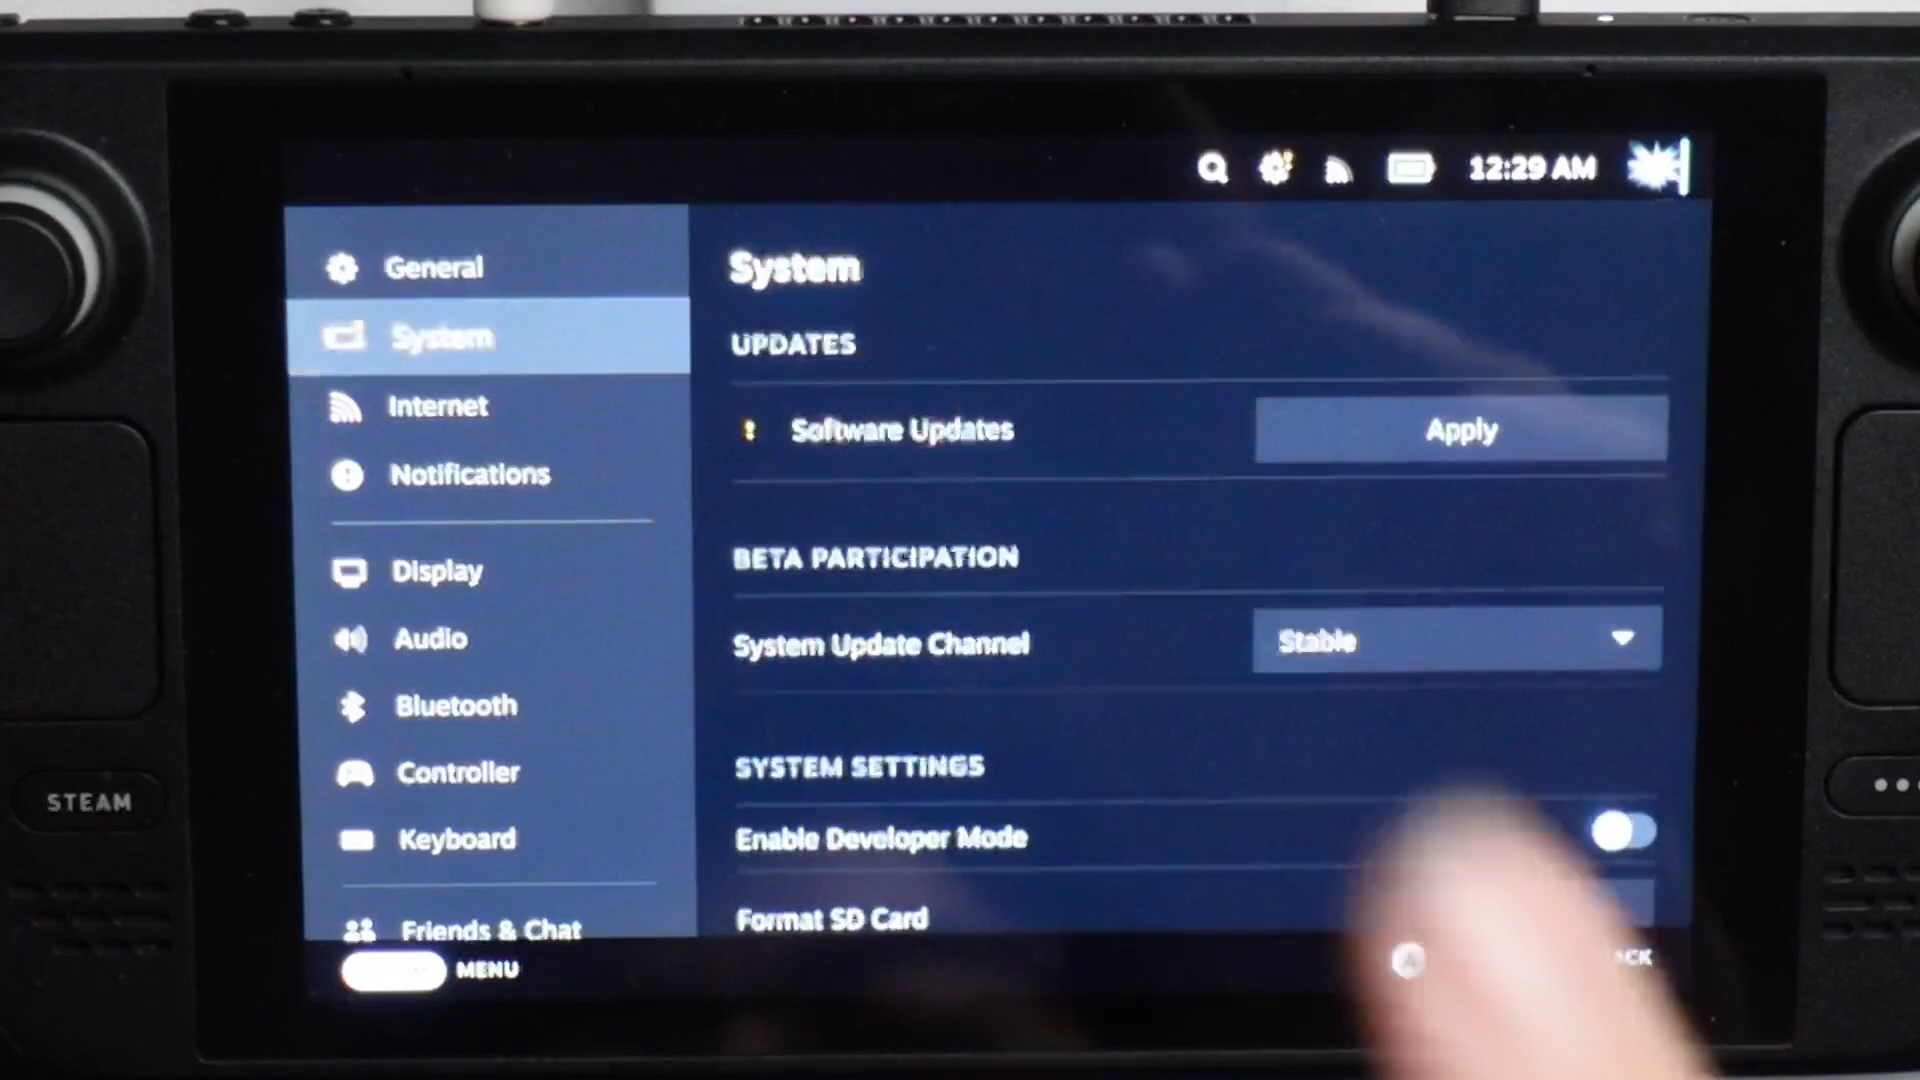 12:29 AM
General
System
Internet
Notifications
Display
Audio
Bluetooth
Controller
Keyboard
Friends & Chat
System
UPDATES
Software Updates
Apply
BETA PARTICIPATION
System Update Channel
Stable
SYSTEM SETTINGS
Enable Developer Mode
Format SD Card
MENU
A
STEAM